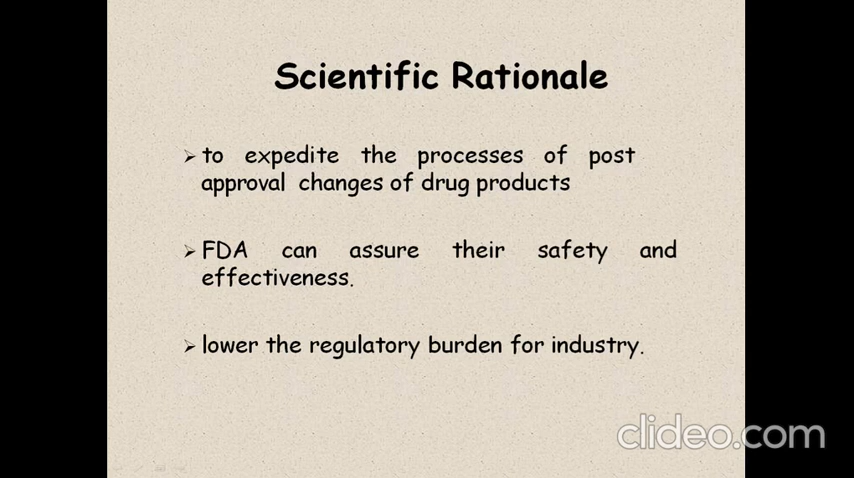 Scientific Rationale
➢ to expedite the processes of post
approval changes of drug products
➢ FDA can assure their safety and
effectiveness.
➢ lower the regulatory burden for industry.
clideo.com